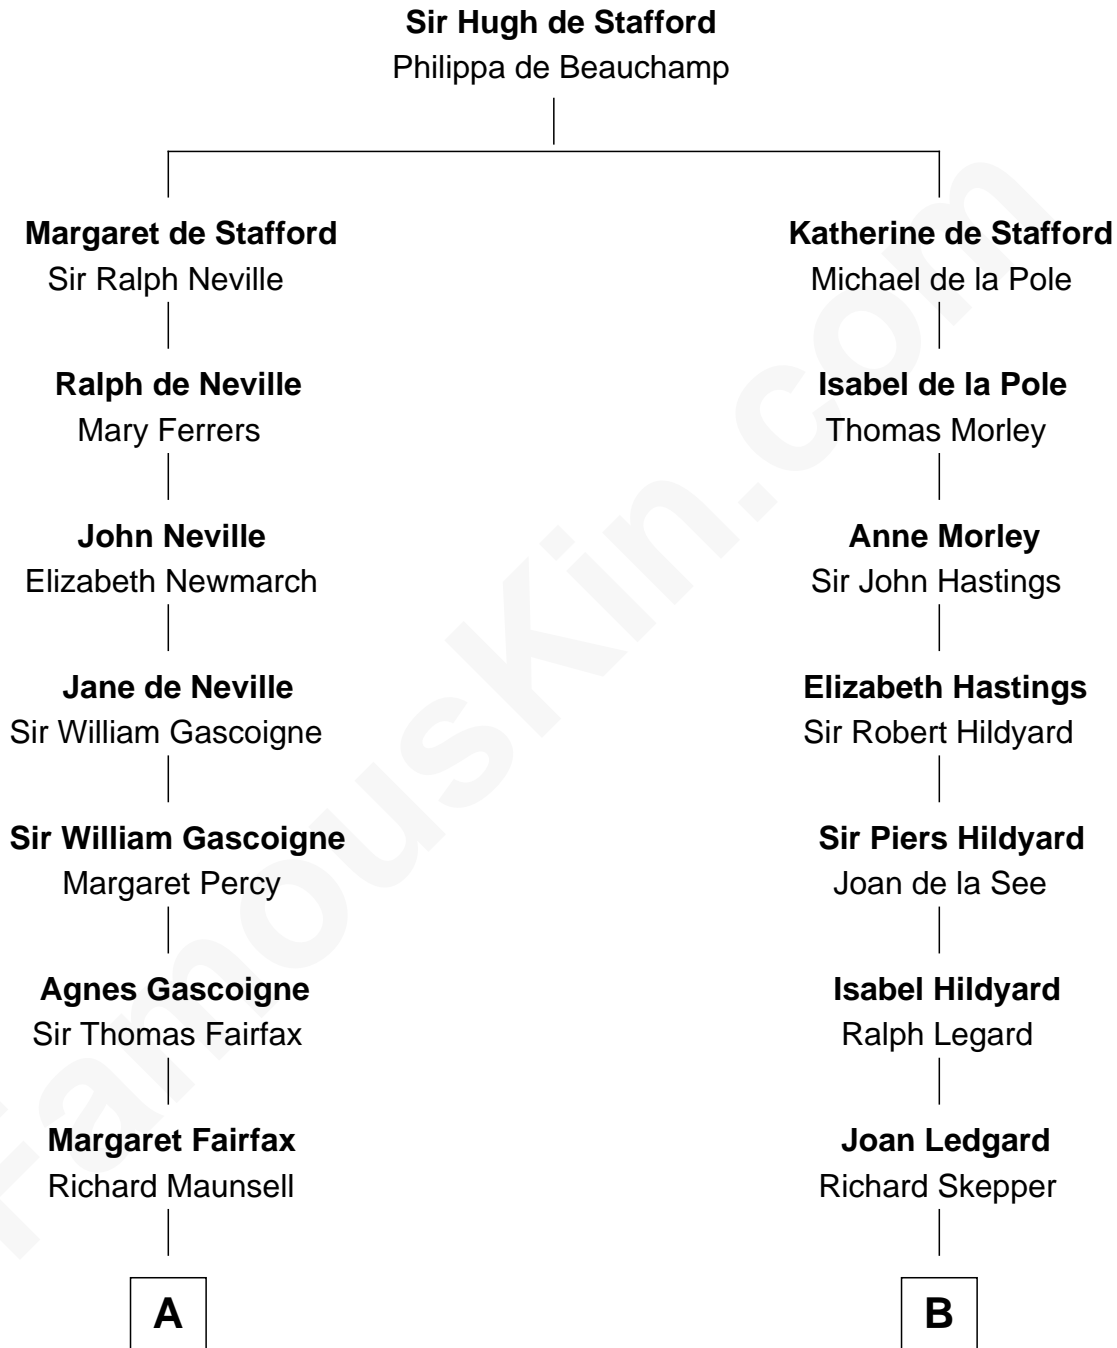 Sir Hugh de Stafford
Philippa de Beauchamp
Margaret de Stafford
Sir Ralph Neville
Katherine de Stafford
Michael de la Pole
Ralph de Neville
Mary Ferrers
Isabel de la Pole
Thomas Morley
John Neville
Elizabeth Newmarch
Anne Morley
Sir John Hastings
Jane de Neville
Sir William Gascoigne
Elizabeth Hastings
Sir Robert Hildyard
Sir William Gascoigne
Margaret Percy
Sir Piers Hildyard
Joan de la See
Agnes Gascoigne
Sir Thomas Fairfax
Isabel Hildyard
Ralph Legard
Margaret Fairfax
Richard Maunsell
Joan Ledgard
Richard Skepper
A
B
FamousKin.com